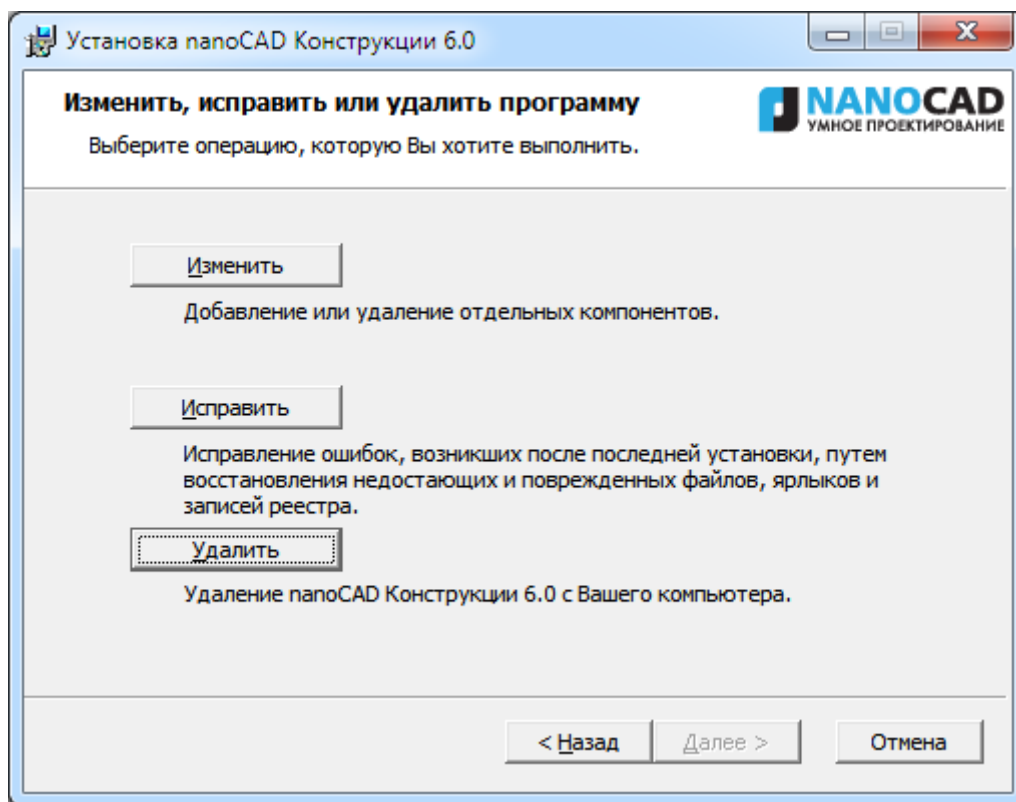 Установка nanoCAD Конструкции 6.0
Изменить, исправить или удалить программу
Выберите операцию, которую Вы хотите выполнить.
NANOCAD
УМНОЕ ПРОЕКТИРОВАНИЕ
Изменить
Добавление или удаление отдельных компонентов.
Исправить
Исправление ошибок, возникших после последней установки, путем
восстановления недостающих и поврежденных файлов, ярлыков и
записей реестра.
Удалить
Удаление nanoCAD Конструкции 6.0 с Вашего компьютера.
< Назад
Далее >
Отмена